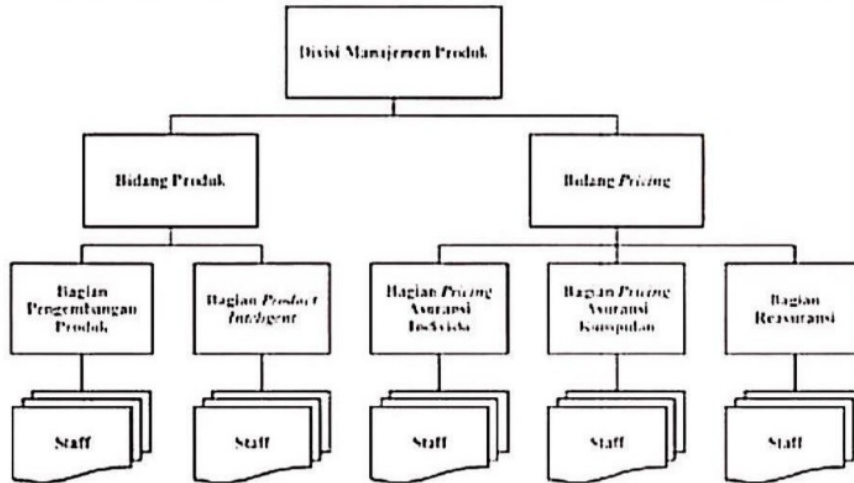 Divisi Manajemen Produk
Bidang Produk
Bidang Pricing
Bagian
Pengembangan
Produk
Bagian Product
Inteligent
Bagian Pricing
Asuransi
Individu
Bagian Pricing
Asuransi
Kumpulan
Bagian
Reasuransi
Staff
Staff
Staff
Staff
Staff